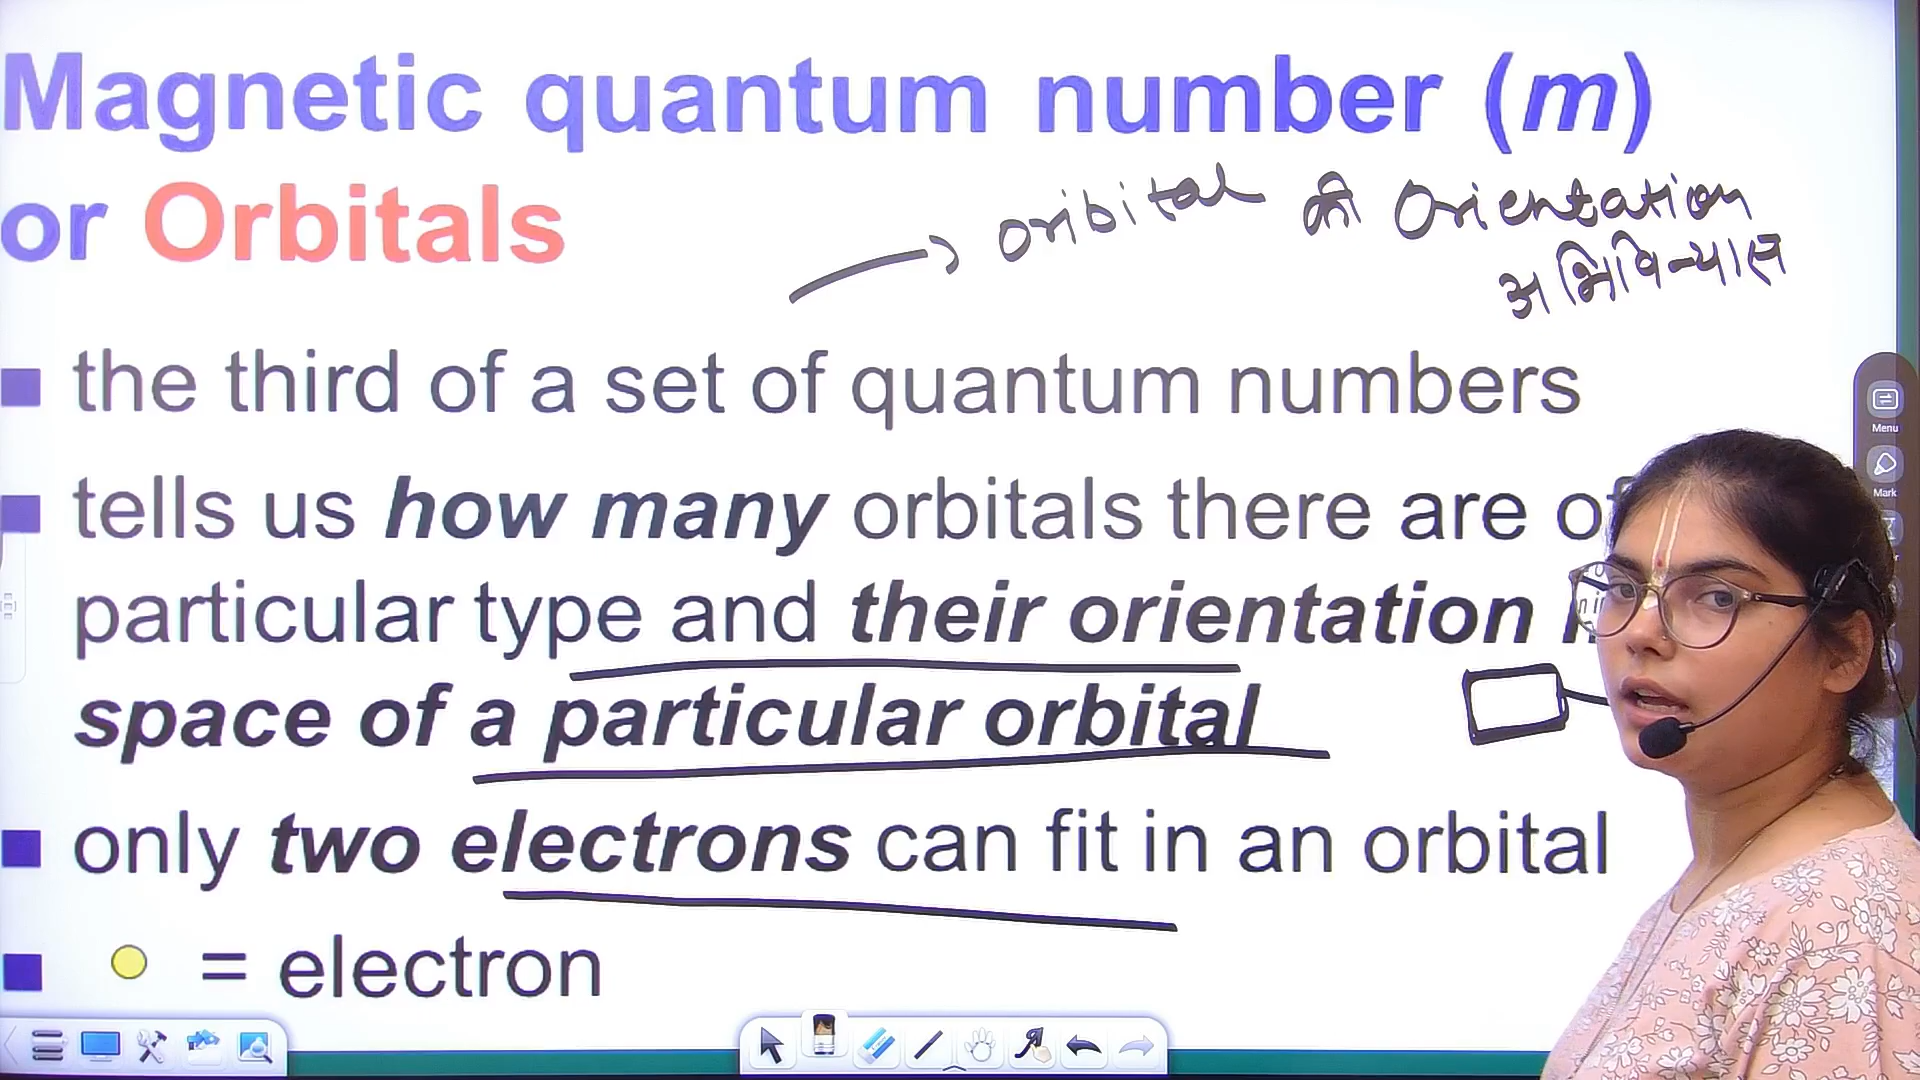 Magnetic quantum number (m)
or Orbitals
→ Oribital की Orientation
अभिविन्यास
the third of a set of quantum numbers
tells us how many orbitals there are of
particular type and their orientation
space of a particular orbital
only two electrons can fit in an orbital
= electron
Menu
Mark